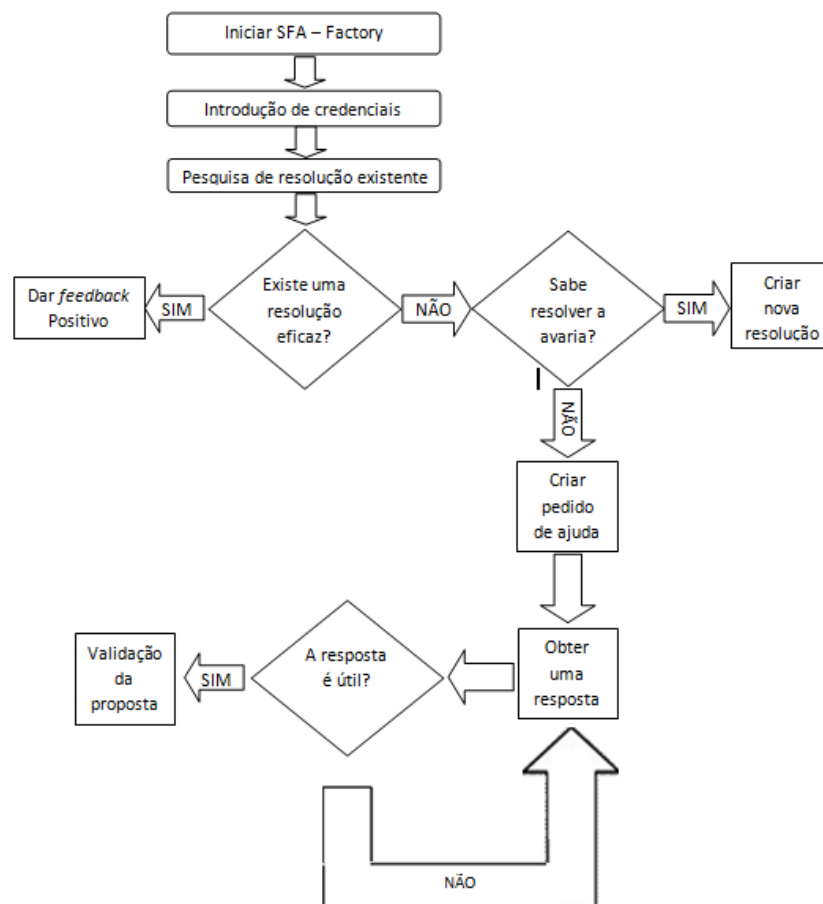 Iniciar SFA – Factory
Introdução de credenciais
Pesquisa de resolução existente
Existe uma
resolução
eficaz?
SIM
Dar feedback
Positivo
NÃO
Sabe
resolver a
avaria?
SIM
Criar
nova
resolução
NÃO
Criar
pedido
de ajuda
Obter
uma
resposta
A resposta
é útil?
SIM
Validação
da
proposta
NÃO